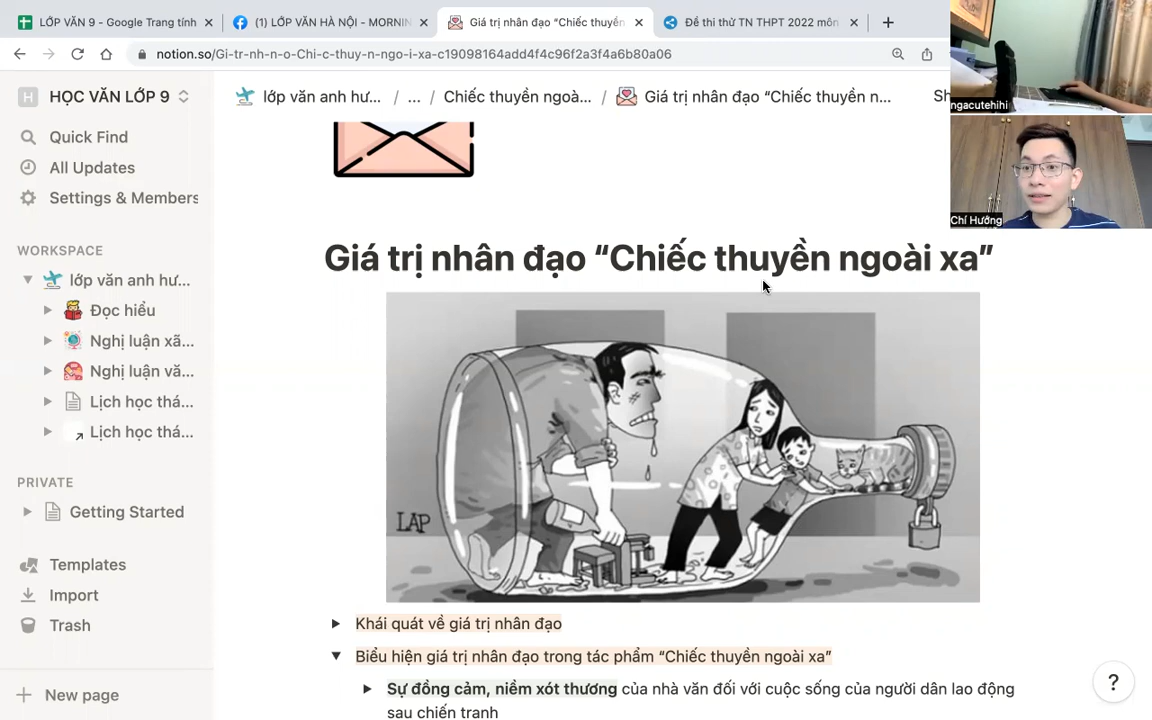 LỚP VĂN 9 - Google Trang tính
(1) LỚP VĂN HÀ NỘI - MORNIN
Giá trị nhân đạo “Chiếc thuyền
Đề thi thử TN THPT 2022 môn
notion.so/Gi-tr-nh-n-o-Chi-c-thuy-n-ngo-i-xa-c19098164add4f4c96f2a3f4a6b80a06
H HỌC VĂN LỚP 9
lớp văn anh hư... / ... / Chiếc thuyền ngoà... / Giá trị nhân đạo “Chiếc thuyền n...
Sh
ngacutehihi
Chí Hưởng
Quick Find
All Updates
Settings & Members
WORKSPACE
lớp văn anh hư...
Đọc hiểu
Nghị luận xã...
Nghị luận vă...
Lịch học thá...
Lịch học thá...
PRIVATE
Getting Started
Templates
Import
Trash
New page
Giá trị nhân đạo “Chiếc thuyền ngoài xa”
LAP
Khái quát về giá trị nhân đạo
Biểu hiện giá trị nhân đạo trong tác phẩm “Chiếc thuyền ngoài xa”
Sự đồng cảm, niềm xót thương của nhà văn đối với cuộc sống của người dân lao động
sau chiến tranh
?